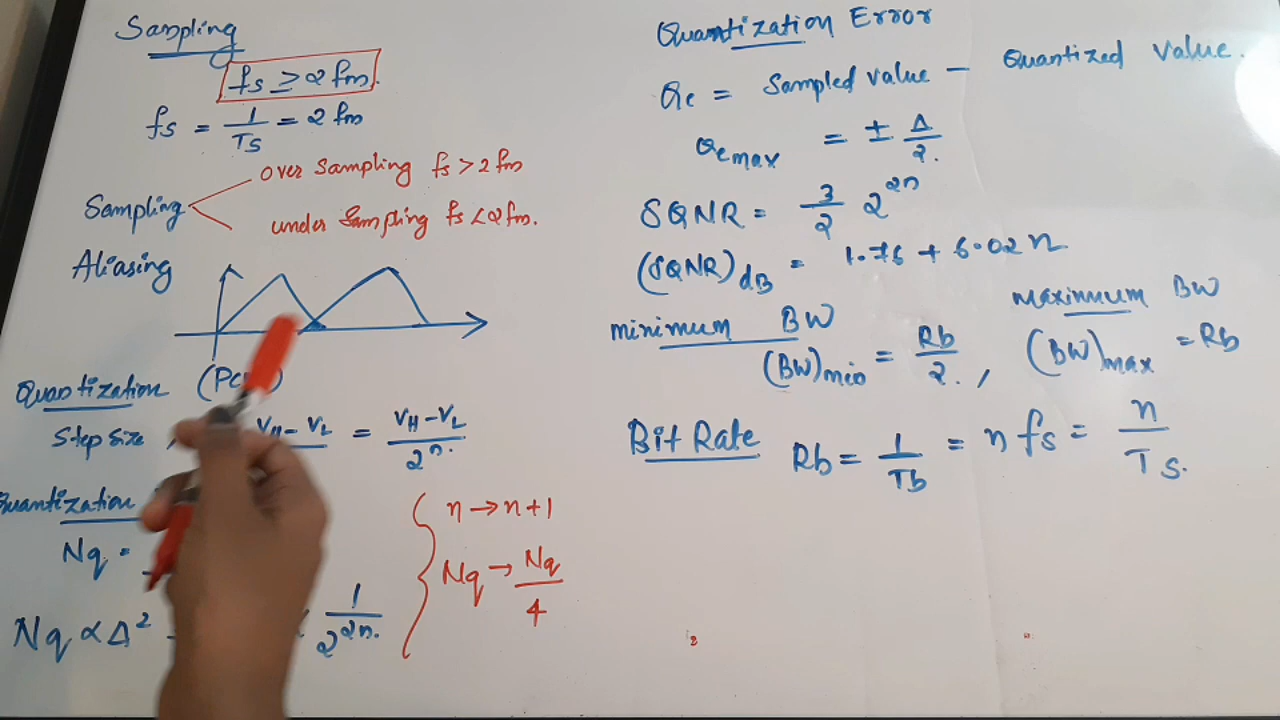 Sampling
fs ≥ 2 fm.
fs = 1/Ts = 2 fm
Sampling
over Sampling fs > 2 fm
under Sampling fs < 2 fm.
Aliasing
Quantization
Step size
VH - VL = VH - VL / 2^n.
Quantization
Nq =
Nq ∝ Δ²
1/2^2n.
n → n+1
Nq → Nq/4
Quantization Error
Qe = Sampled value - Quantized value.
Qe max = ± Δ/2.
SQNR = 3/2 2^2n
(SQNR)dB = 1.76 + 6.02 n
minimum BW
maximum BW
(BW)min = Rb/2. , (BW)max = Rb
Bit Rate Rb = 1/Tb = n fs = n/Ts.